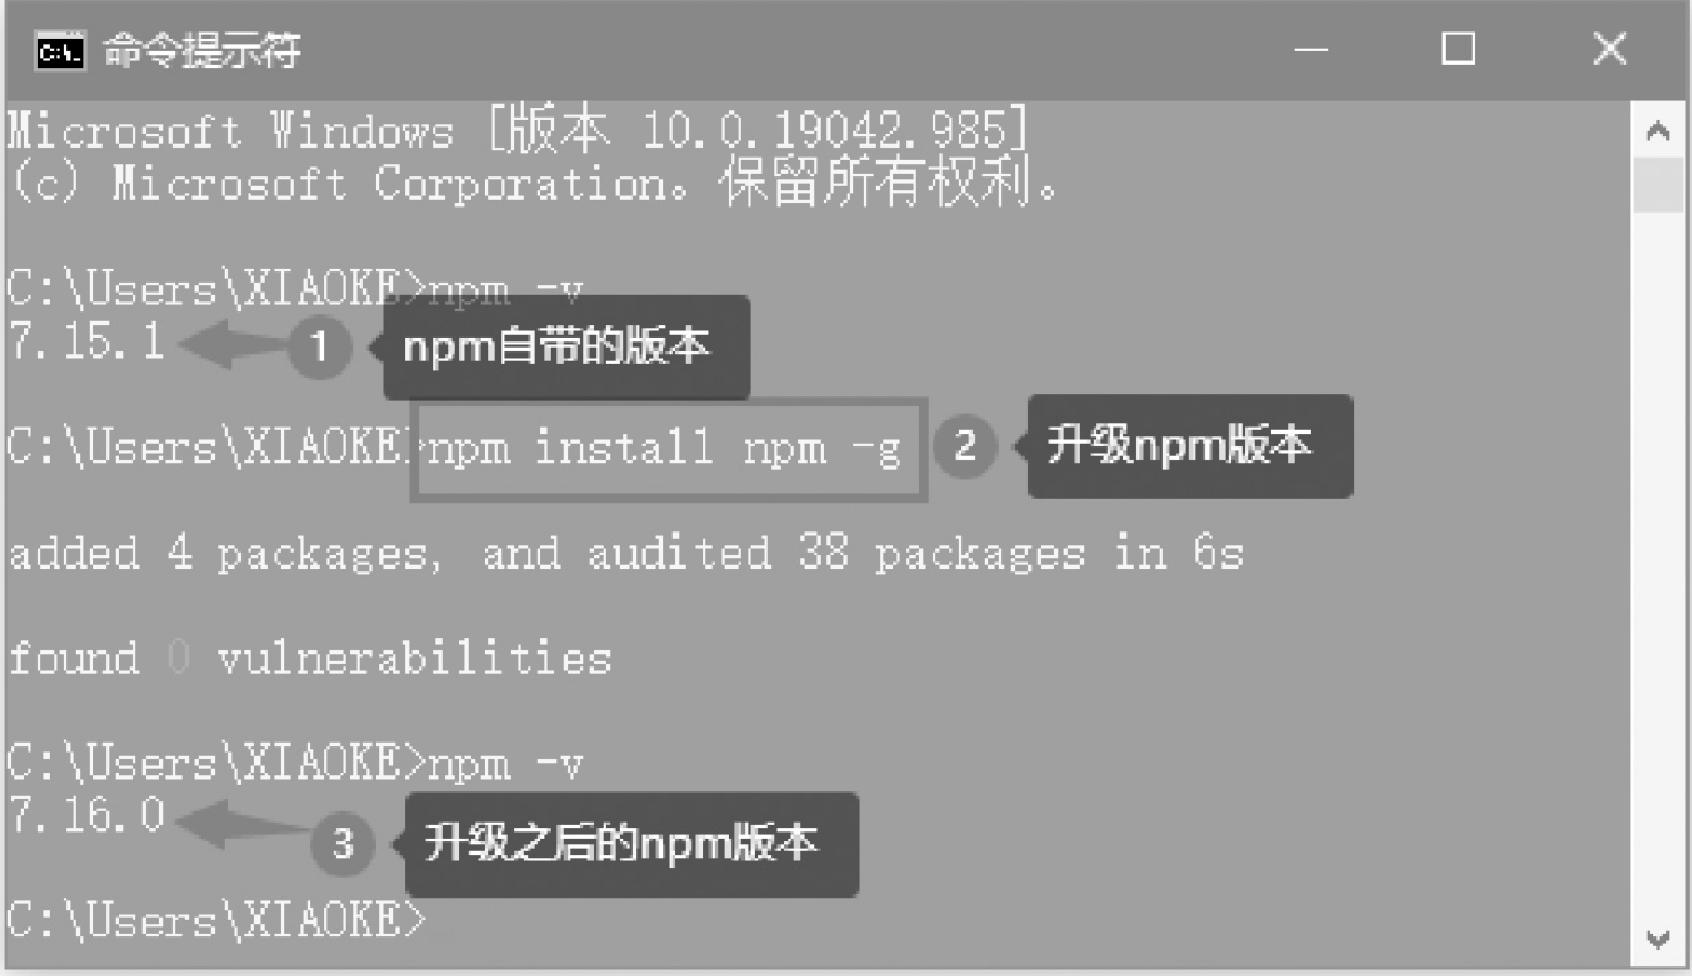 命令提示符
Microsoft Windows [版本 10.0.19042.985]
(c) Microsoft Corporation。保留所有权利。
C:\Users\XIAOKE>npm -v
7.15.1
1
npm自带的版本
C:\Users\XIAOKE>npm install npm -g
2
升级npm版本
added 4 packages, and audited 38 packages in 6s
found 0 vulnerabilities
C:\Users\XIAOKE>npm -v
7.16.0
3
升级之后的npm版本
C:\Users\XIAOKE>